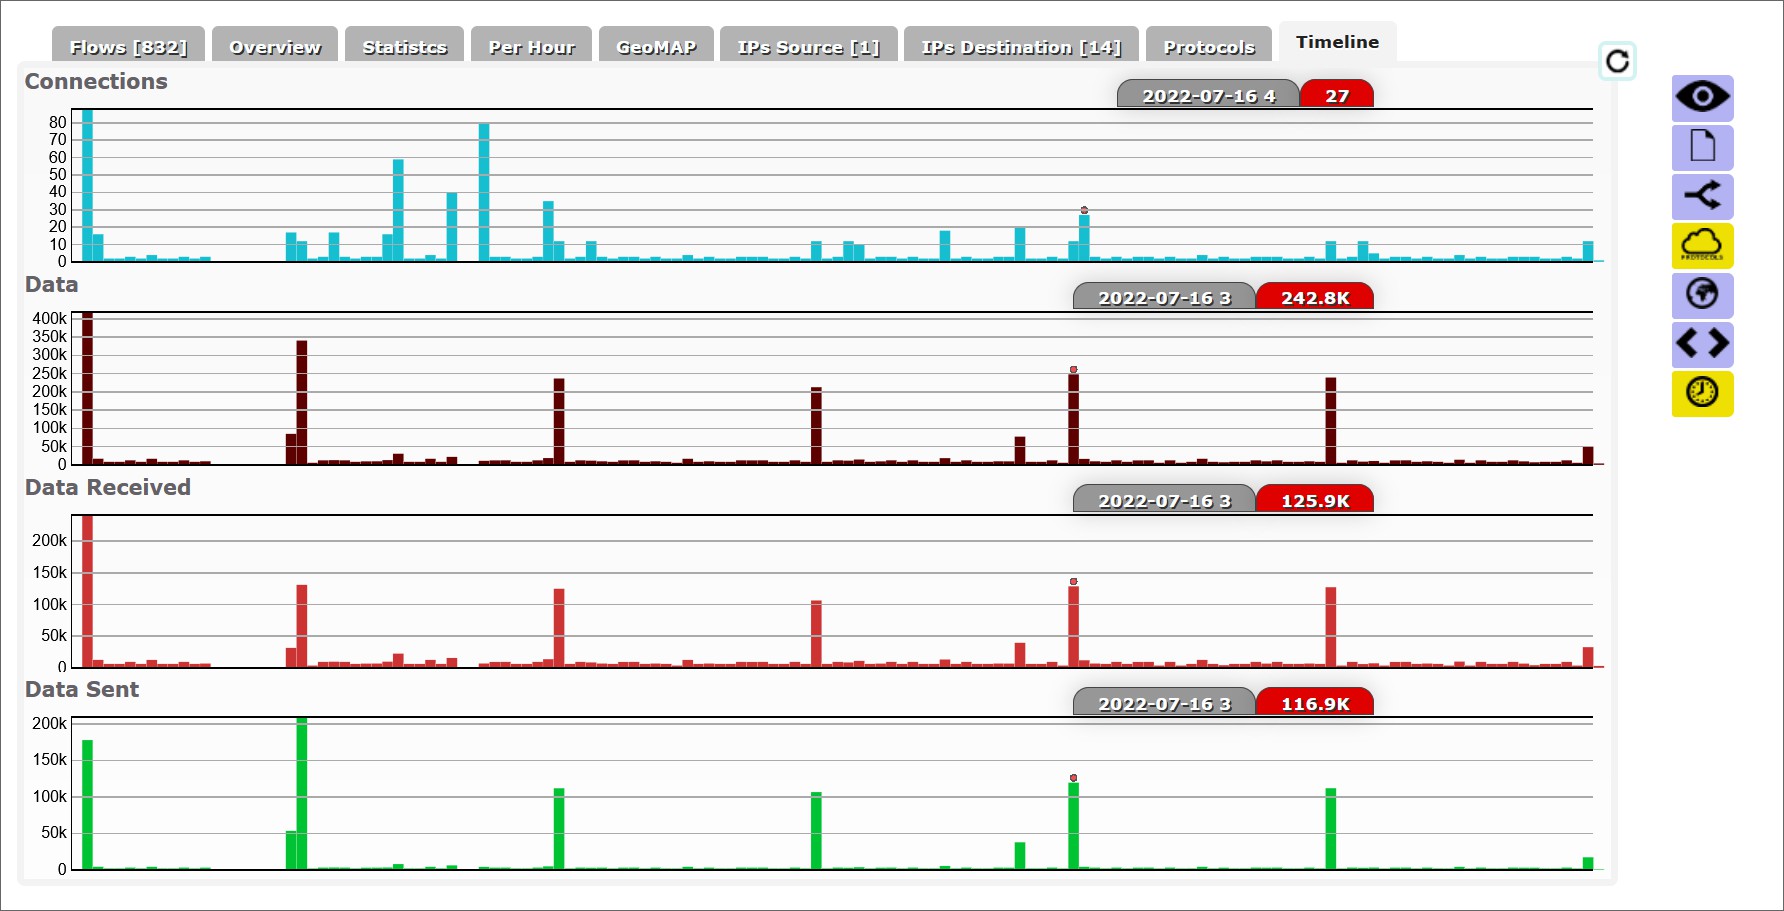 Flows [832] Overview Statistcs Per Hour GeoMAP IPs Source [1] IPs Destination [14] Protocols Timeline
Connections
2022-07-16 4 27
80
70
60
50
40
30
20
10
0
Data
2022-07-16 3 242.8K
400k
350k
300k
250k
200k
150k
100k
50k
0
Data Received
2022-07-16 3 125.9K
200k
150k
100k
50k
0
Data Sent
2022-07-16 3 116.9K
200k
150k
100k
50k
0
PROTOCOLS